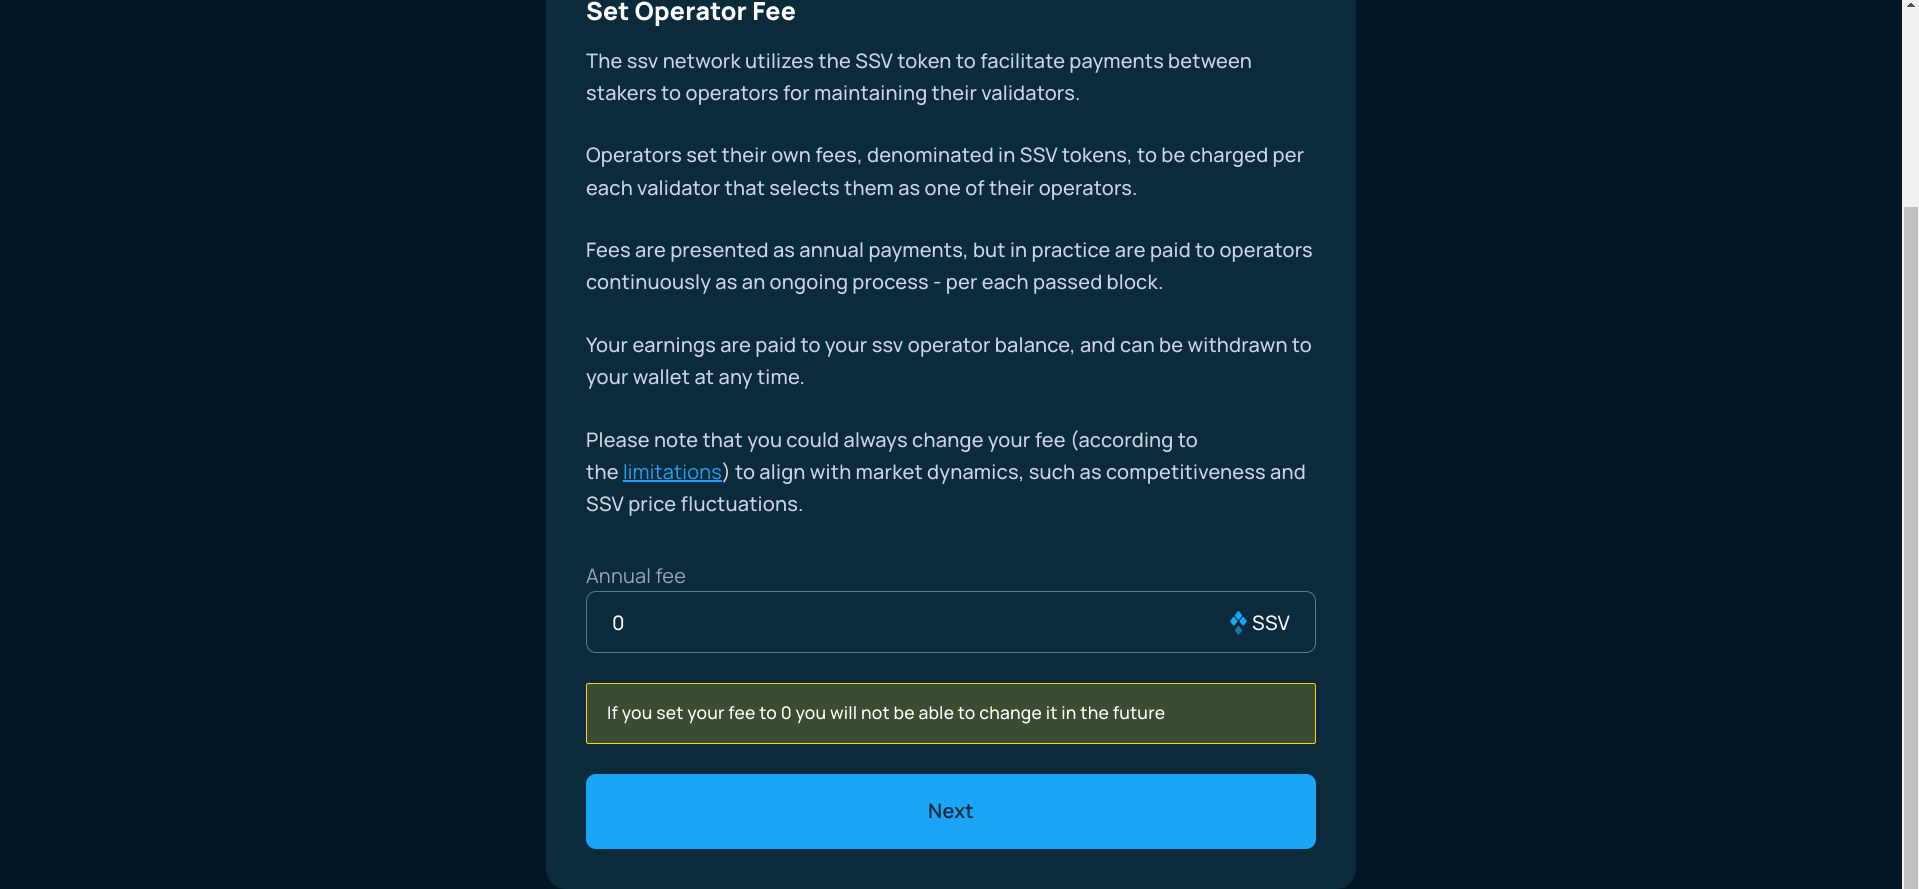 Set Operator Fee
The ssv network utilizes the SSV token to facilitate payments between
stakers to operators for maintaining their validators.
Operators set their own fees, denominated in SSV tokens, to be charged per
each validator that selects them as one of their operators.
Fees are presented as annual payments, but in practice are paid to operators
continuously as an ongoing process - per each passed block.
Your earnings are paid to your ssv operator balance, and can be withdrawn to
your wallet at any time.
Please note that you could always change your fee (according to
the limitations) to align with market dynamics, such as competitiveness and
SSV price fluctuations.
Annual fee
0 SSV
If you set your fee to 0 you will not be able to change it in the future
Next